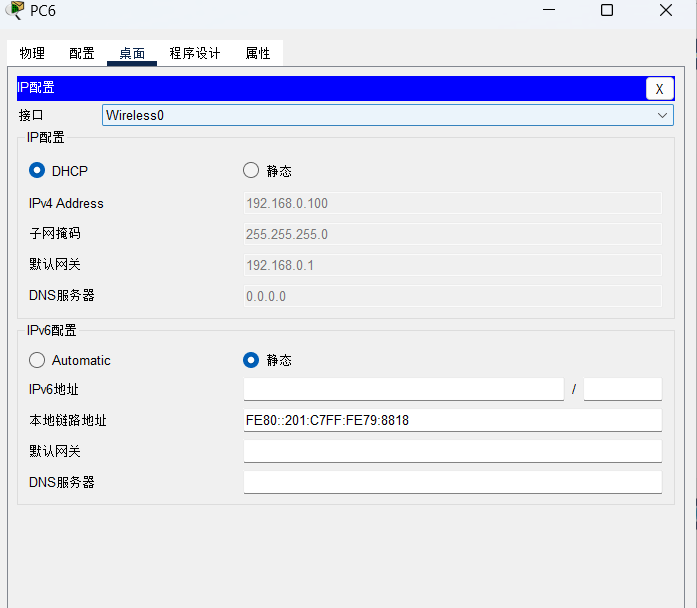 PC6
物理 配置 桌面 程序设计 属性
IP配置 X
接口 Wireless0
IP配置
DHCP 静态
IPv4 Address 192.168.0.100
子网掩码 255.255.255.0
默认网关 192.168.0.1
DNS服务器 0.0.0.0
IPv6配置
Automatic 静态
IPv6地址 /
本地链路地址 FE80::201:C7FF:FE79:8818
默认网关
DNS服务器